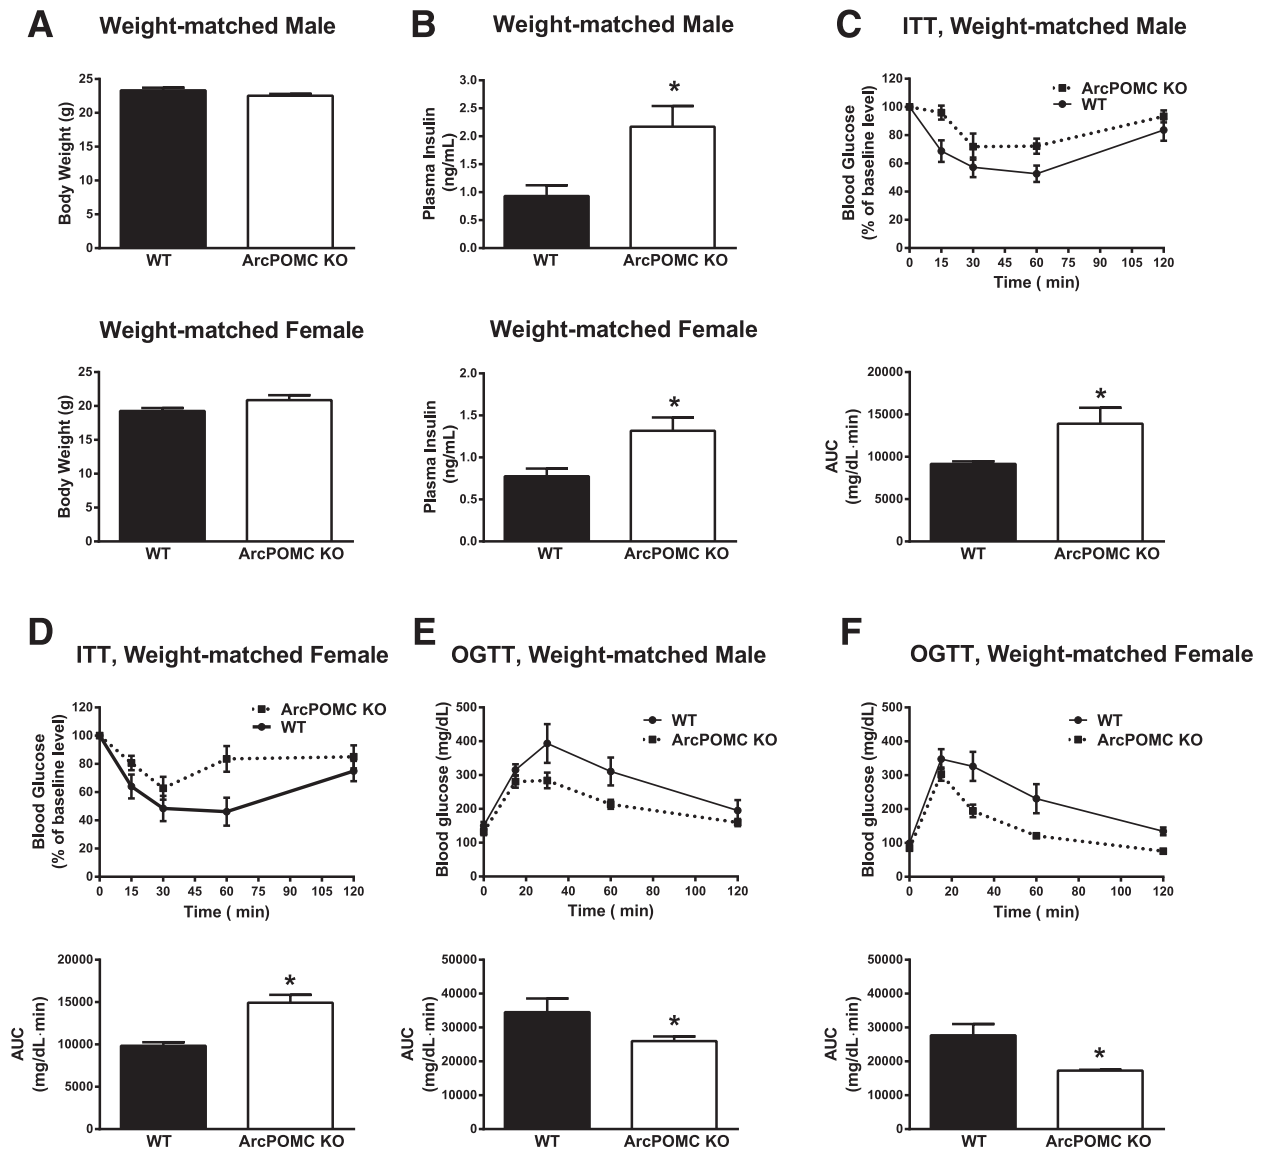 A Weight-matched Male
Body Weight (g)
25
20
15
10
5
0
WT ArcPOMC KO
Weight-matched Female
Body Weight (g)
25
20
15
10
5
0
WT ArcPOMC KO
B Weight-matched Male
Plasma Insulin
(ng/mL)
3.0
2.5
2.0
1.5
1.0
0.5
0.0
*
WT ArcPOMC KO
Weight-matched Female
Plasma Insulin
(ng/mL)
2.0
1.5
1.0
0.5
0.0
*
WT ArcPOMC KO
C ITT, Weight-matched Male
Blood Glucose
(% of baseline level)
120
100
80
60
40
20
0
ArcPOMC KO
WT
0 15 30 45 60 75 90 105 120
Time ( min)
AUC
(mg/dL·min)
20000
15000
10000
5000
0
*
WT ArcPOMC KO
D ITT, Weight-matched Female
Blood Glucose
(% of baseline level)
120
100
80
60
40
20
0
ArcPOMC KO
WT
0 15 30 45 60 75 90 105 120
Time ( min)
AUC
(mg/dL·min)
20000
15000
10000
5000
0
*
WT ArcPOMC KO
E OGTT, Weight-matched Male
Blood glucose (mg/dL)
500
400
300
200
100
0
WT
ArcPOMC KO
0 20 40 60 80 100 120
Time ( min)
AUC
(mg/dL·min)
50000
40000
30000
20000
10000
0
*
WT ArcPOMC KO
F OGTT, Weight-matched Female
Blood glucose (mg/dL)
500
400
300
200
100
0
WT
ArcPOMC KO
0 20 40 60 80 100 120
Time ( min)
AUC
(mg/dL·min)
50000
40000
30000
20000
10000
0
*
WT ArcPOMC KO